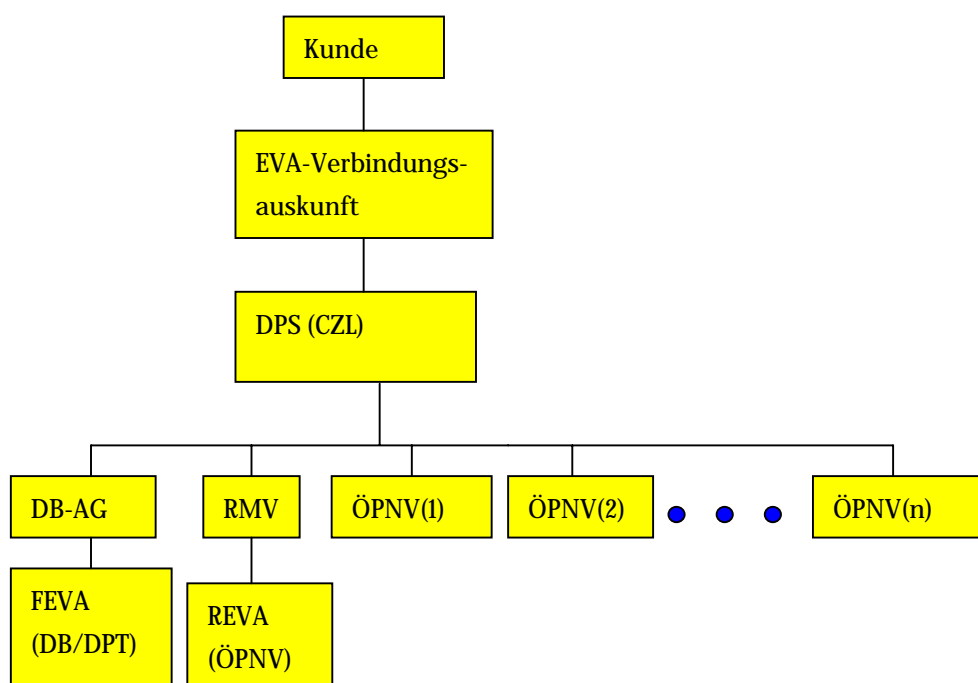 Kunde
EVA-Verbindungs-
auskunft
DPS (CZL)
DB-AG
RMV
ÖPNV(1)
ÖPNV(2)
ÖPNV(n)
FEVA
(DB/DPT)
REVA
(ÖPNV)